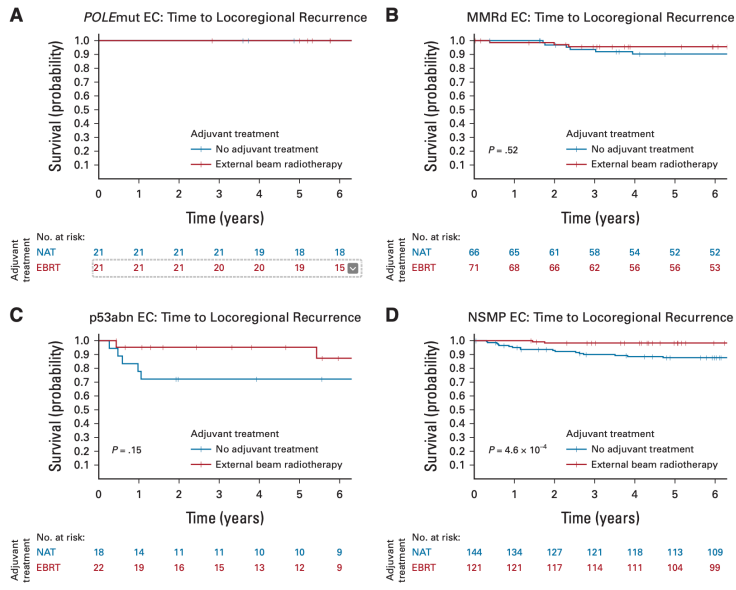 A
POLEmut EC: Time to Locoregional Recurrence
Survival (probability)
1.0
0.9
0.8
0.7
0.6
0.5
0.4
0.3
0.2
0.1
Adjuvant treatment
No adjuvant treatment
External beam radiotherapy
0 1 2 3 4 5 6
Time (years)
Adjuvant
treatment
No. at risk:
NAT 21 21 21 21 19 18 18
EBRT 21 21 21 20 20 19 15
B
MMRd EC: Time to Locoregional Recurrence
Survival (probability)
1.0
0.9
0.8
0.7
0.6
0.5
0.4
0.3
0.2
0.1
P = .52
Adjuvant treatment
No adjuvant treatment
External beam radiotherapy
0 1 2 3 4 5 6
Time (years)
Adjuvant
treatment
No. at risk:
NAT 66 65 61 58 54 52 52
EBRT 71 68 66 62 56 56 53
C
p53abn EC: Time to Locoregional Recurrence
Survival (probability)
1.0
0.9
0.8
0.7
0.6
0.5
0.4
0.3
0.2
0.1
P = .15
Adjuvant treatment
No adjuvant treatment
External beam radiotherapy
0 1 2 3 4 5 6
Time (years)
Adjuvant
treatment
No. at risk:
NAT 18 14 11 11 10 10 9
EBRT 22 19 16 15 13 12 9
D
NSMP EC: Time to Locoregional Recurrence
Survival (probability)
1.0
0.9
0.8
0.7
0.6
0.5
0.4
0.3
0.2
0.1
P = 4.6 × 10⁻⁴
Adjuvant treatment
No adjuvant treatment
External beam radiotherapy
0 1 2 3 4 5 6
Time (years)
Adjuvant
treatment
No. at risk:
NAT 144 134 127 121 118 113 109
EBRT 121 121 117 114 111 104 99